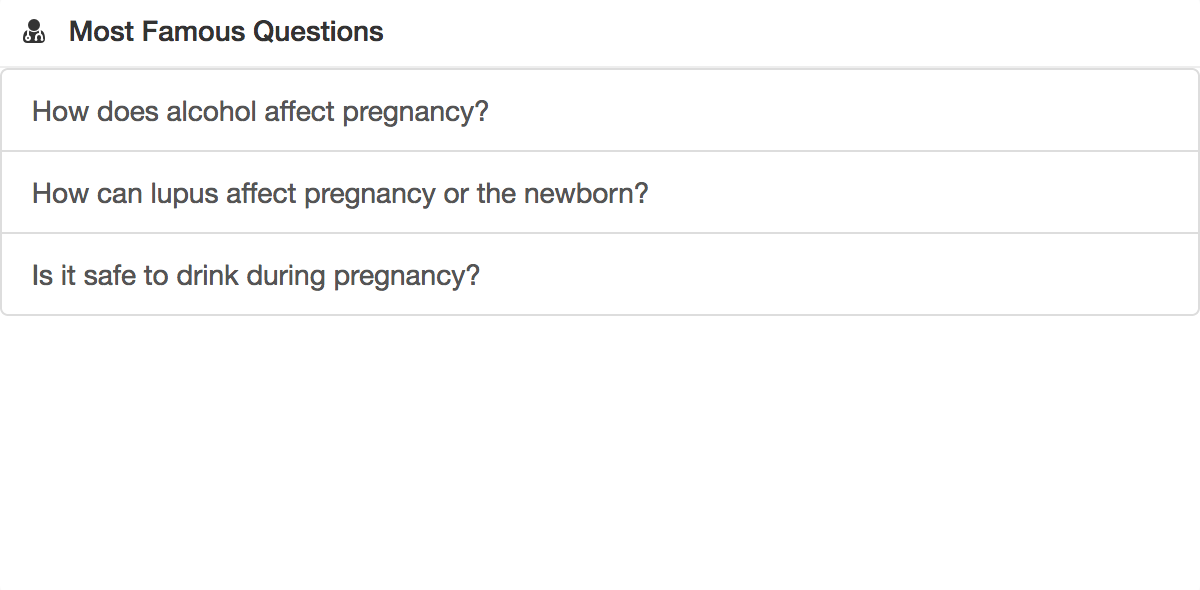 Most Famous Questions
How does alcohol affect pregnancy?
How can lupus affect pregnancy or the newborn?
Is it safe to drink during pregnancy?